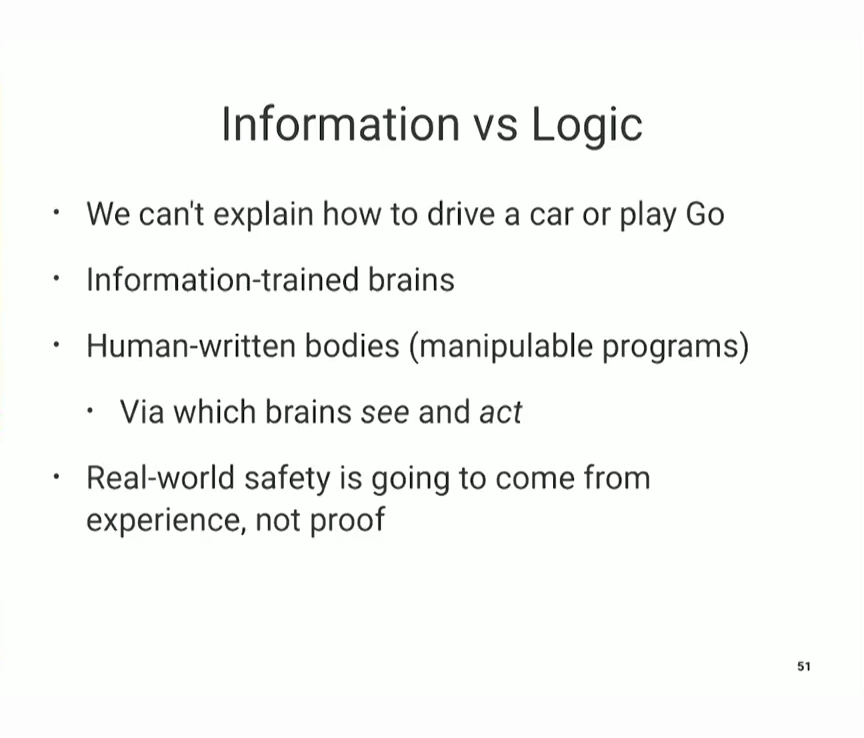 Information vs Logic
• We can't explain how to drive a car or play Go
• Information-trained brains
• Human-written bodies (manipulable programs)
• Via which brains see and act
• Real-world safety is going to come from
experience, not proof
51